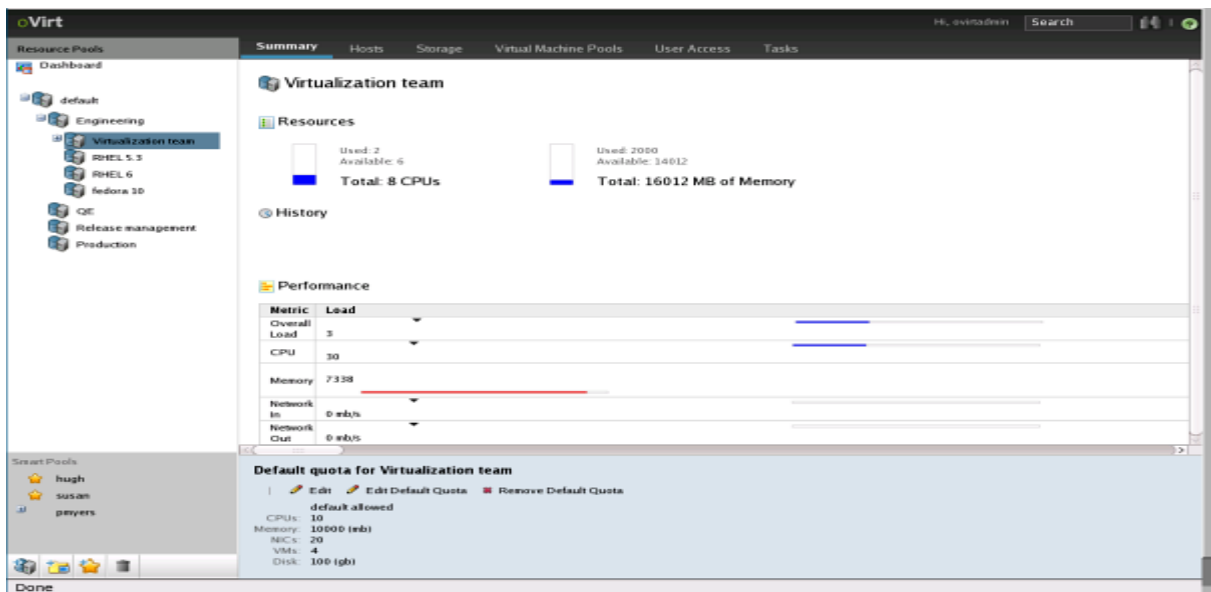 oVirt
Hi, ovirtadmin
Search
Resource Pools
Summary Hosts Storage Virtual Machine Pools User Access Tasks
Dashboard
default
Engineering
Virtualization team
RHEL 5.3
RHEL 6
fedora 10
QE
Release management
Production
Virtualization team
Resources
Used: 2
Available: 6
Total: 8 CPUs
Used: 2000
Available: 14012
Total: 16012 MB of Memory
History
Performance
Metric Load
Overall
Load 3
CPU 30
Memory 7338
Network
In 0 mb/s
Network
Out 0 mb/s
Smart Pools
hugh
susan
pmyers
Default quota for Virtualization team
| Edit Edit Default Quota Remove Default Quota
default allowed
CPUs: 10
Memory: 10000 (mb)
NICs: 20
VMs: 4
Disk: 100 (gb)
Done